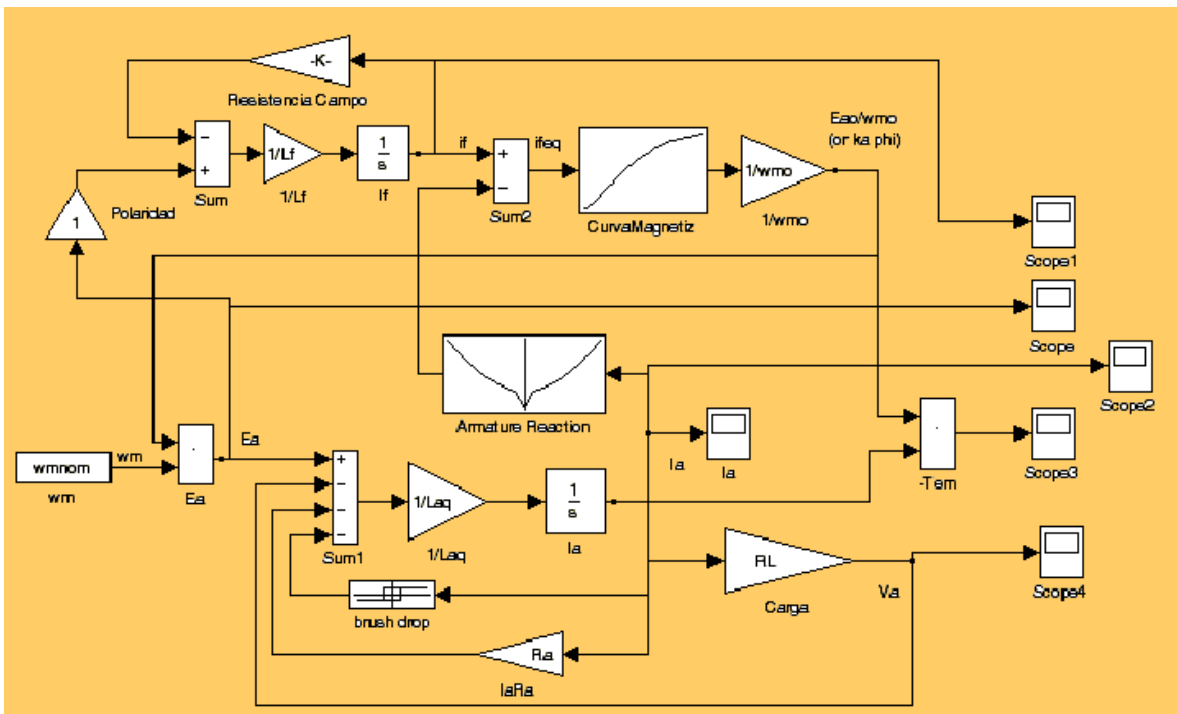 -K-
Resistencia Campo
Eao/wmo
(or ka phi)
−
+
Sum
1/Lf
1/Lf
1
s
If
if
+
−
Sum2
ifeq
CurvaMagnetiz
1/wmo
1/wmo
1
Polaridad
Scope1
Scope
Scope2
Armature Reaction
wmnom
wm
wm
Ea
Ea
+
−
−
−
Sum1
1/Laq
1/Laq
1
s
Ia
Ia
Ia
-Tem
Scope3
brush drop
RL
Carga
Va
Scope4
Ra
IaRa